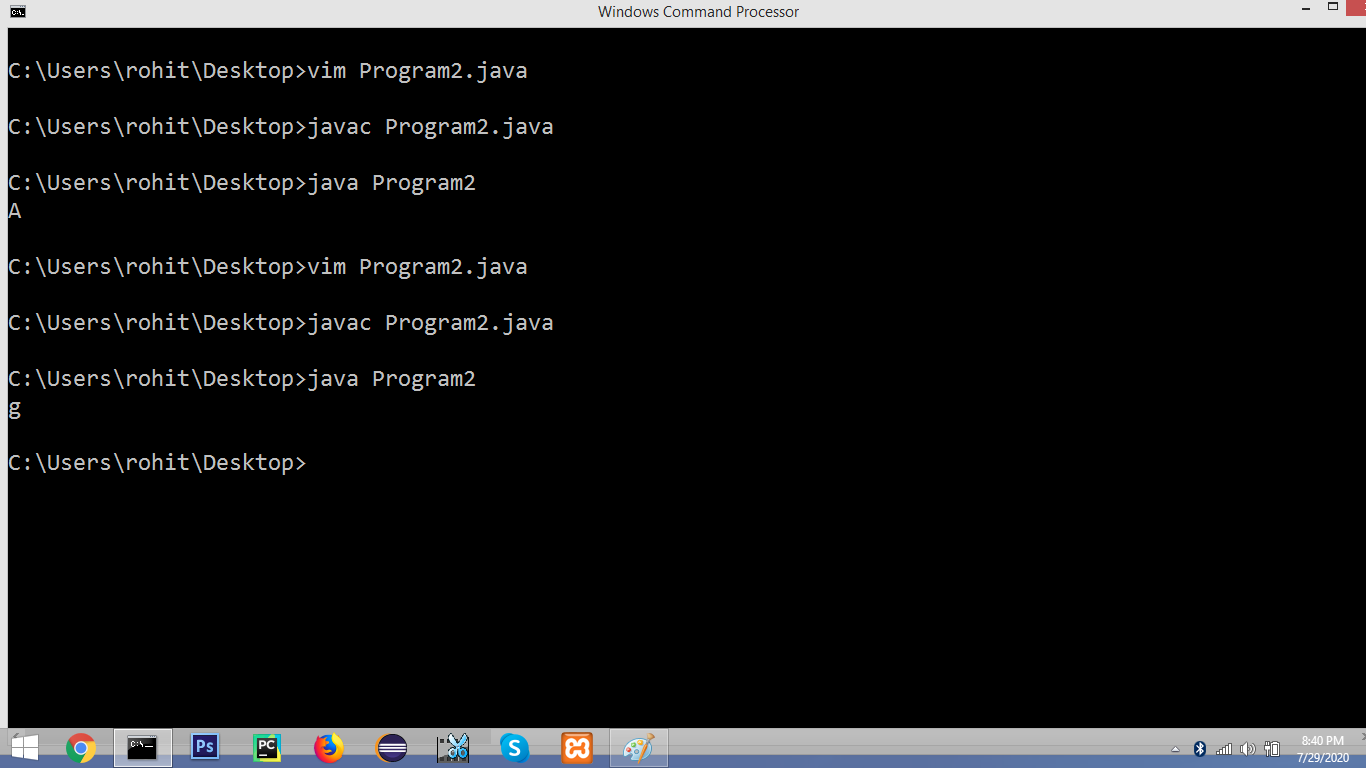 Windows Command Processor
C:\Users\rohit\Desktop>vim Program2.java
C:\Users\rohit\Desktop>javac Program2.java
C:\Users\rohit\Desktop>java Program2
A
C:\Users\rohit\Desktop>vim Program2.java
C:\Users\rohit\Desktop>javac Program2.java
C:\Users\rohit\Desktop>java Program2
g
C:\Users\rohit\Desktop>
C:\_
Ps
PC
S
8:40 PM
7/29/2020